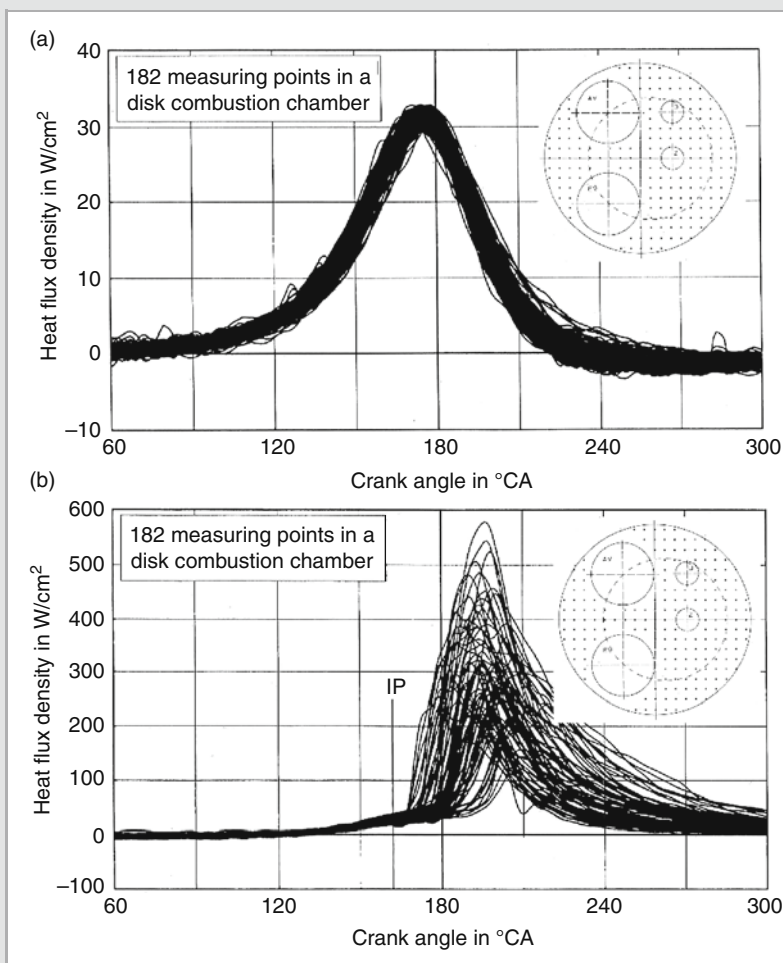 (a)
40
182 measuring points in a
disk combustion chamber
30
20
10
0
–10
Heat flux density in W/cm²
60
120
180
240
300
Crank angle in °CA
(b)
600
182 measuring points in a
disk combustion chamber
500
400
300
200
100
0
–100
Heat flux density in W/cm²
IP
60
120
180
240
300
Crank angle in °CA